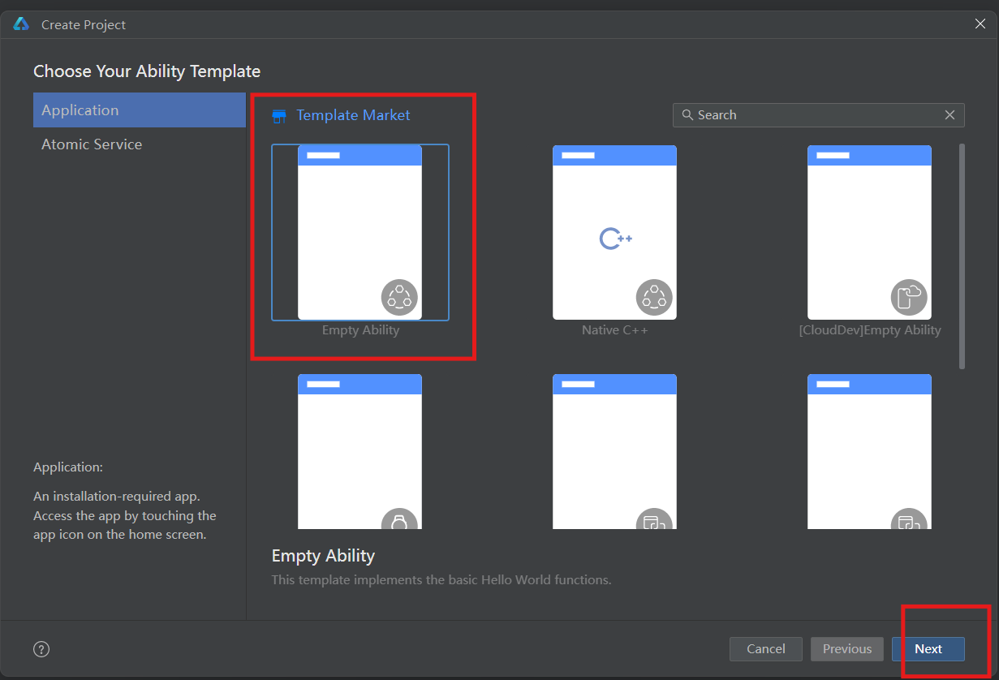 Create Project
Choose Your Ability Template
Application
Atomic Service
Template Market
Search
C++
Empty Ability
Native C++
[CloudDev]Empty Ability
Application:
An installation-required app.
Access the app by touching the
app icon on the home screen.
Empty Ability
This template implements the basic Hello World functions.
?
Cancel
Previous
Next